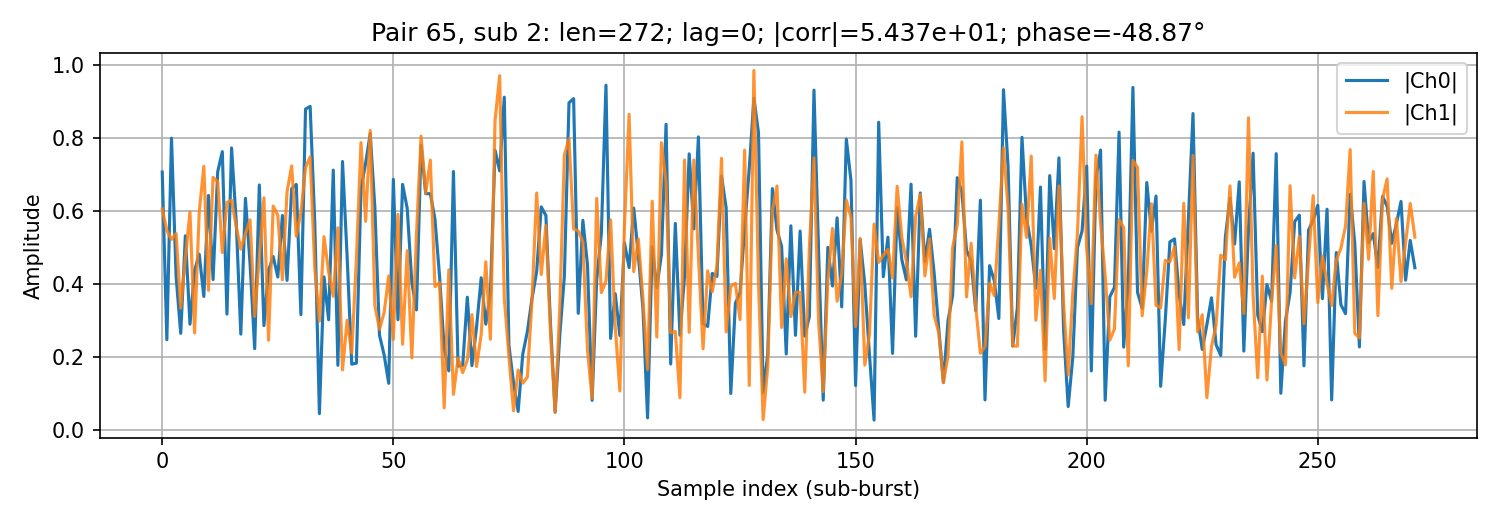 Pair 65, sub 2: len=272; lag=0; |corr|=5.437e+01; phase=-48.87°
1.0
0.8
0.6
0.4
0.2
0.0
Amplitude
|Ch0|
|Ch1|
0 50 100 150 200 250
Sample index (sub-burst)